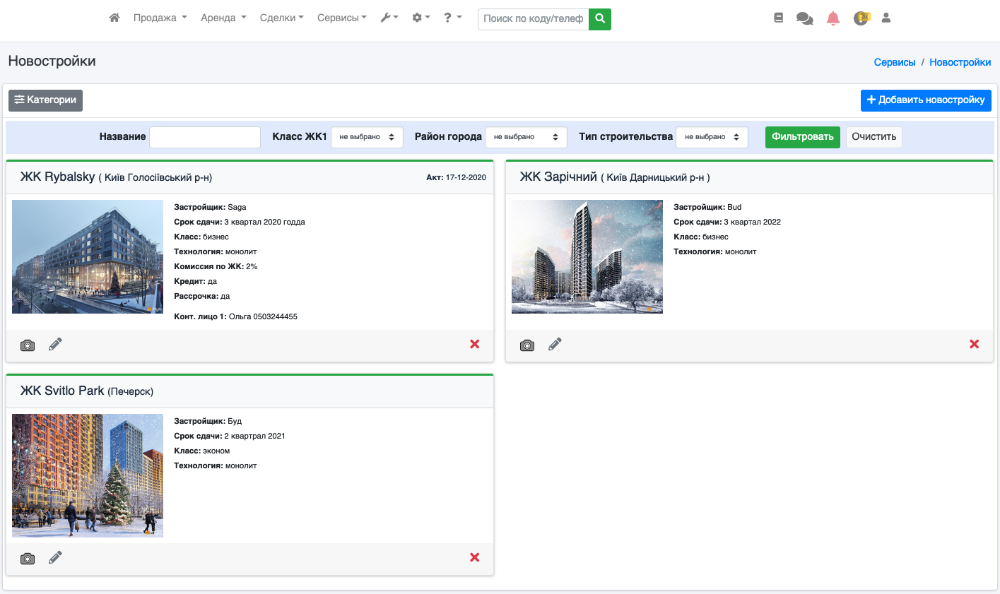 Продажа Аренда Сделки Сервисы ? Поиск по коду/телеф 37
Новостройки
Сервисы / Новостройки
Категории
+ Добавить новостройку
Название Класс ЖК1 не выбрано Район города не выбрано Тип строительства не выбрано Фильтровать Очистить
ЖК Rybalsky ( Київ Голосіївський р-н)
Акт: 17-12-2020
Застройщик: Saga
Срок сдачи: 3 квартал 2020 годда
Класс: бизнес
Технология: монолит
Комиссия по ЖК: 2%
Кредит: да
Рассрочка: да
Конт. лицо 1: Ольга 0503244455
ЖК Зарічний ( Київ Дарницький р-н )
Застройщик: Bud
Срок сдачи: 3 квартал 2022
Класс: бизнес
Технология: монолит
ЖК Svitlo Park (Печерск)
Застройщик: Буд
Срок сдачи: 2 квартрал 2021
Класс: эконом
Технология: монолит